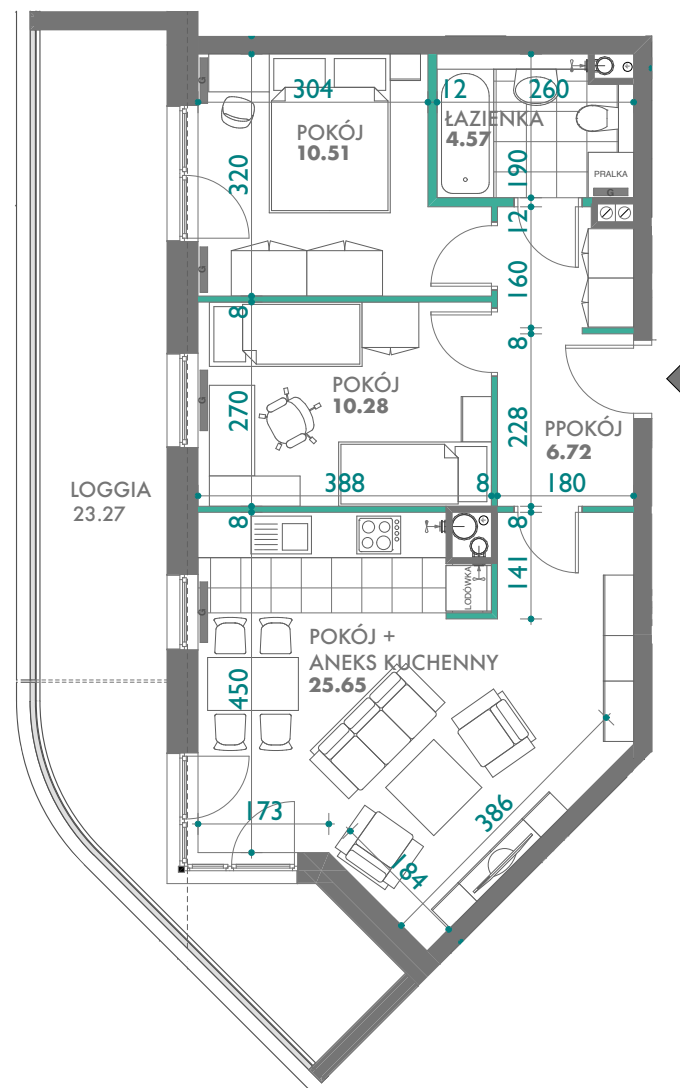 304
12
260
POKÓJ
10.51
ŁAZIENKA
4.57
320
190
PRALKA
G
G
12
160
G
8
8
POKÓJ
10.28
270
G
228
PPOKÓJ
6.72
388
8
180
LOGGIA
23.27
8
8
141
LODÓWKA
G
POKÓJ +
ANEKS KUCHENNY
25.65
450
173
386
184